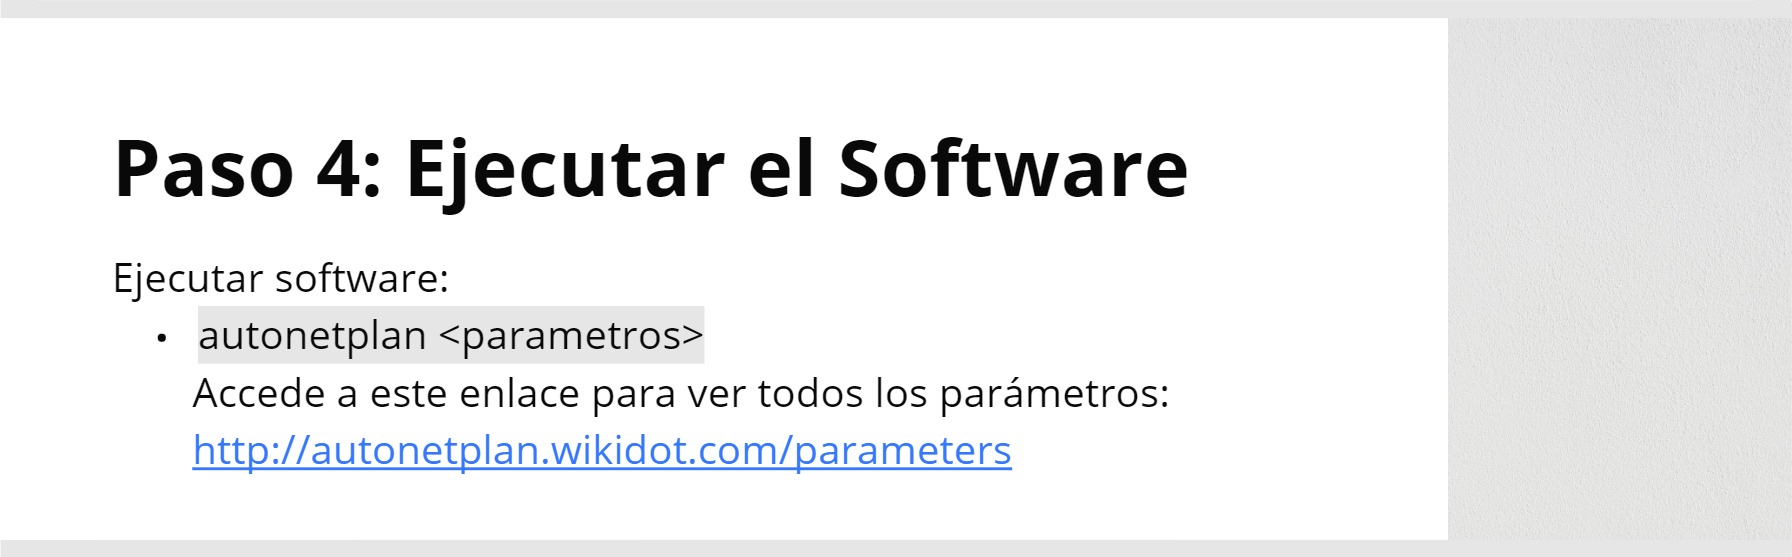 Paso 4: Ejecutar el Software
Ejecutar software:
• autonetplan <parametros>
Accede a este enlace para ver todos los parámetros:
http://autonetplan.wikidot.com/parameters